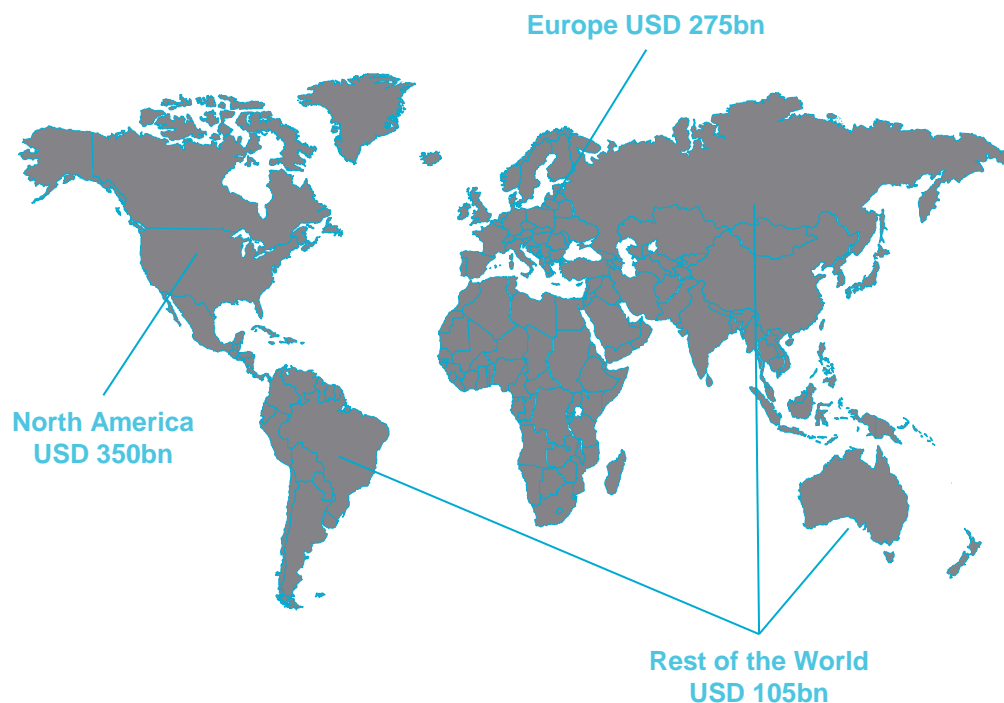 Europe USD 275bn
North America
USD 350bn
Rest of the World
USD 105bn